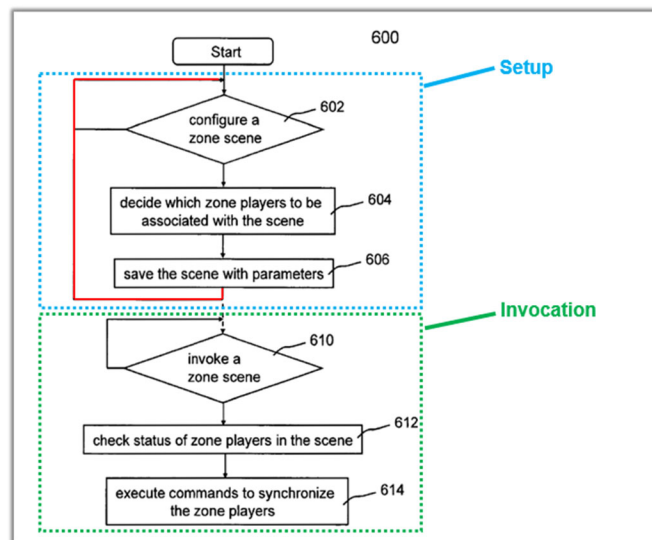 600
Start
Setup
602
configure a
zone scene
decide which zone players to be
associated with the scene
604
606
save the scene with parameters
Invocation
610
invoke a
zone scene
612
check status of zone players in the scene
execute commands to synchronize
the zone players
614